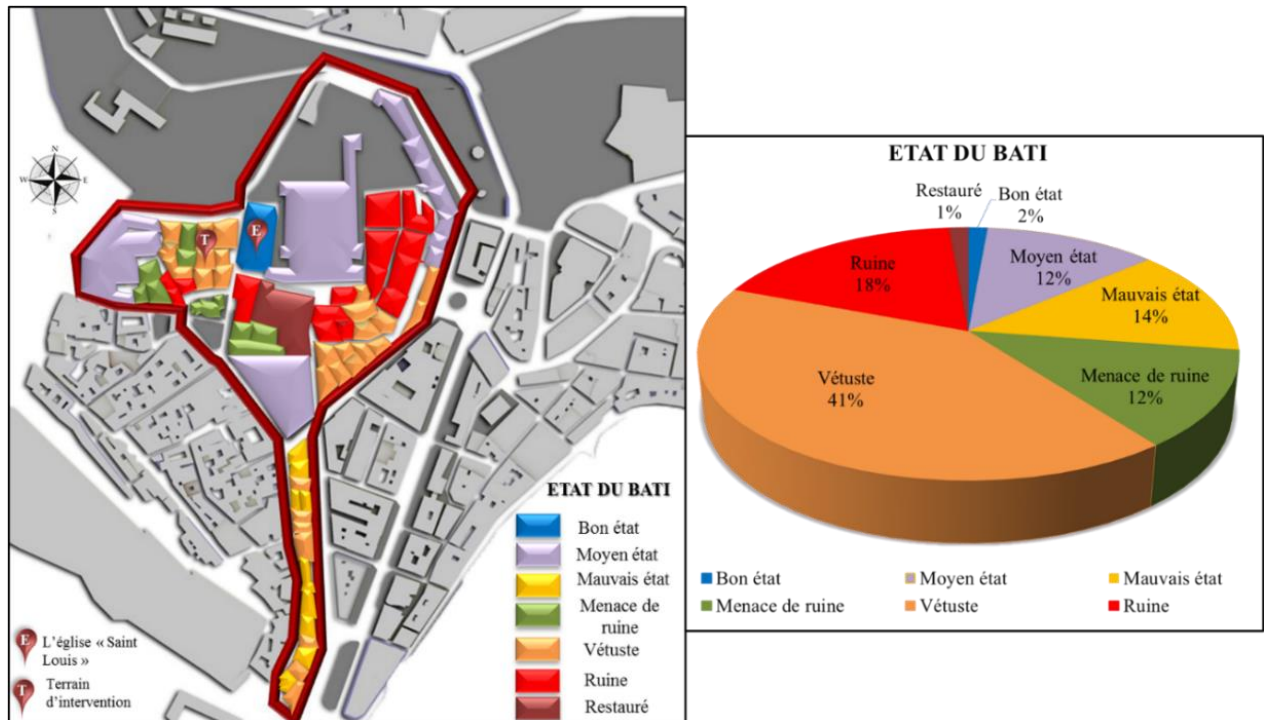 N
W
E
S
T
E
ETAT DU BATI
Bon état
Moyen état
Mauvais état
Menace de
ruine
Vétuste
Ruine
Restauré
E
L'église « Saint
Louis »
T
Terrain
d'intervention
ETAT DU BATI
Restauré
1%
Bon état
2%
Moyen état
12%
Mauvais état
14%
Menace de ruine
12%
Vétuste
41%
Ruine
18%
Bon état
Moyen état
Mauvais état
Menace de ruine
Vétuste
Ruine